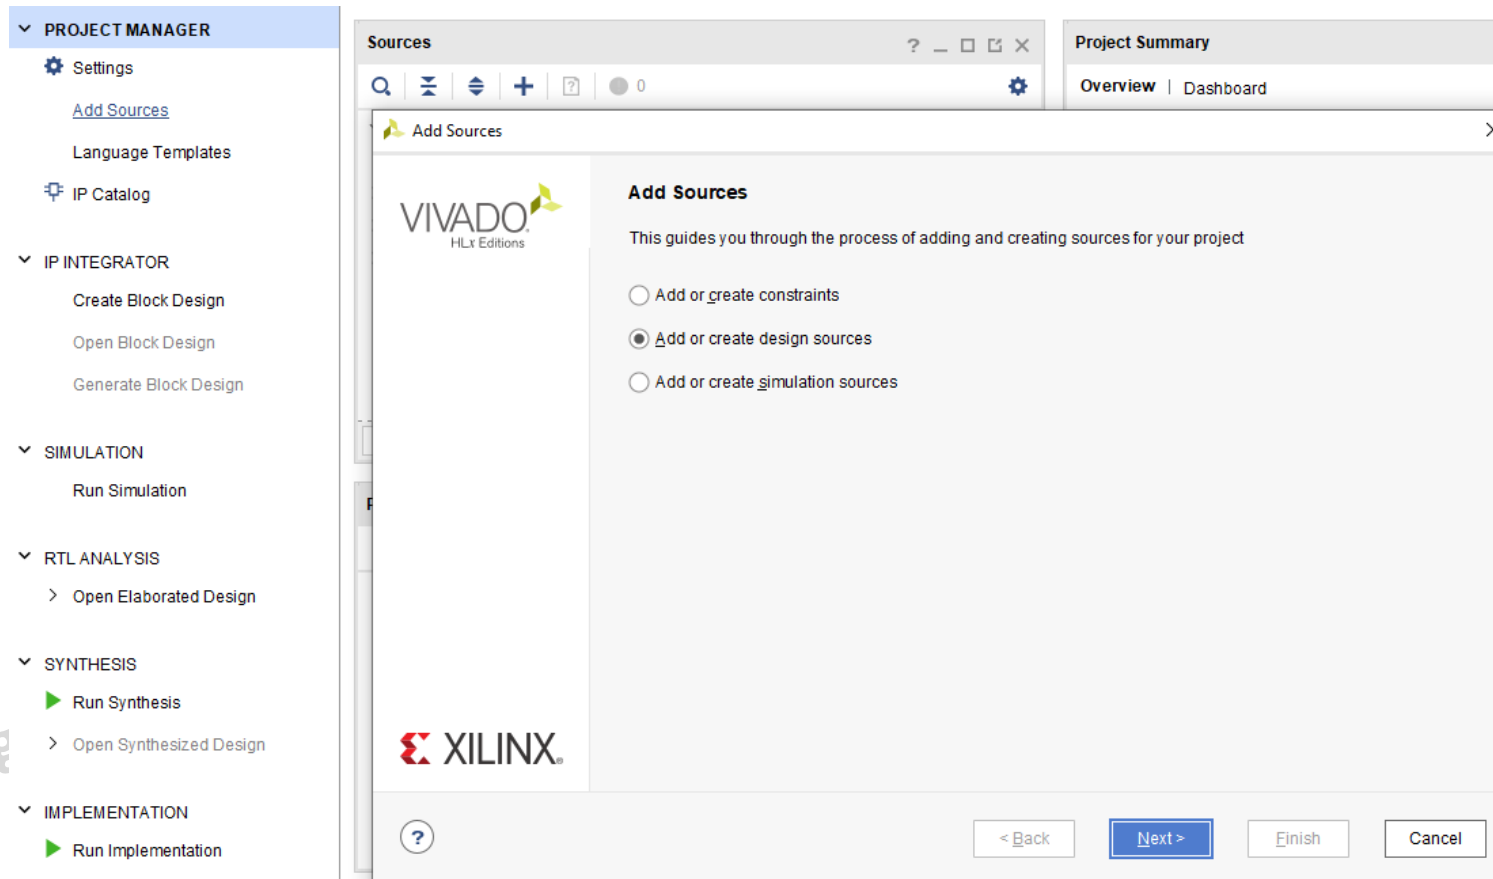 PROJECT MANAGER
Settings
Add Sources
Language Templates
IP Catalog
IP INTEGRATOR
Create Block Design
Open Block Design
Generate Block Design
SIMULATION
Run Simulation
RTL ANALYSIS
Open Elaborated Design
SYNTHESIS
Run Synthesis
Open Synthesized Design
IMPLEMENTATION
Run Implementation
Sources
?
? 0
Project Summary
Overview | Dashboard
Add Sources
VIVADO.
HLx Editions
XILINX.
Add Sources
This guides you through the process of adding and creating sources for your project
Add or create constraints
Add or create design sources
Add or create simulation sources
?
< Back
Next >
Finish
Cancel